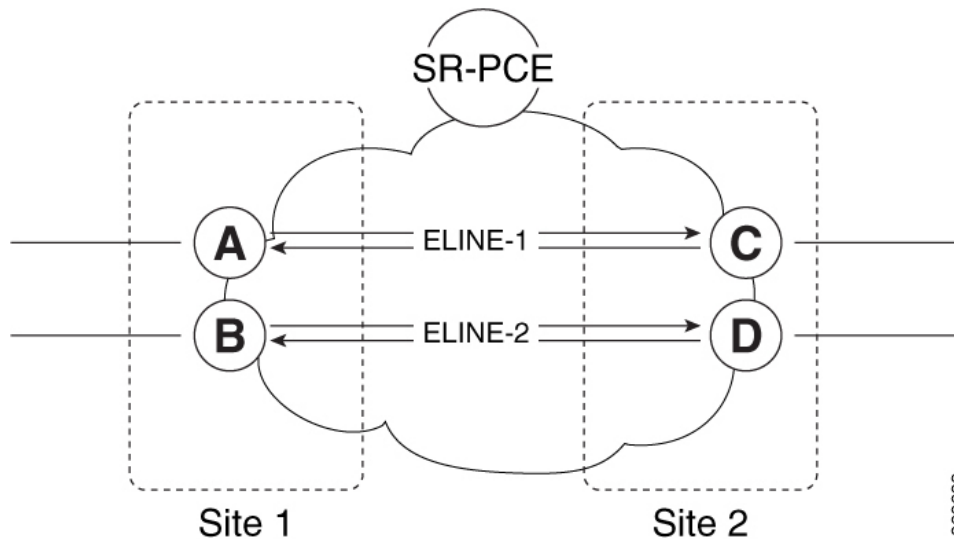 SR-PCE
A
ELINE-1
C
B
ELINE-2
D
Site 1
Site 2